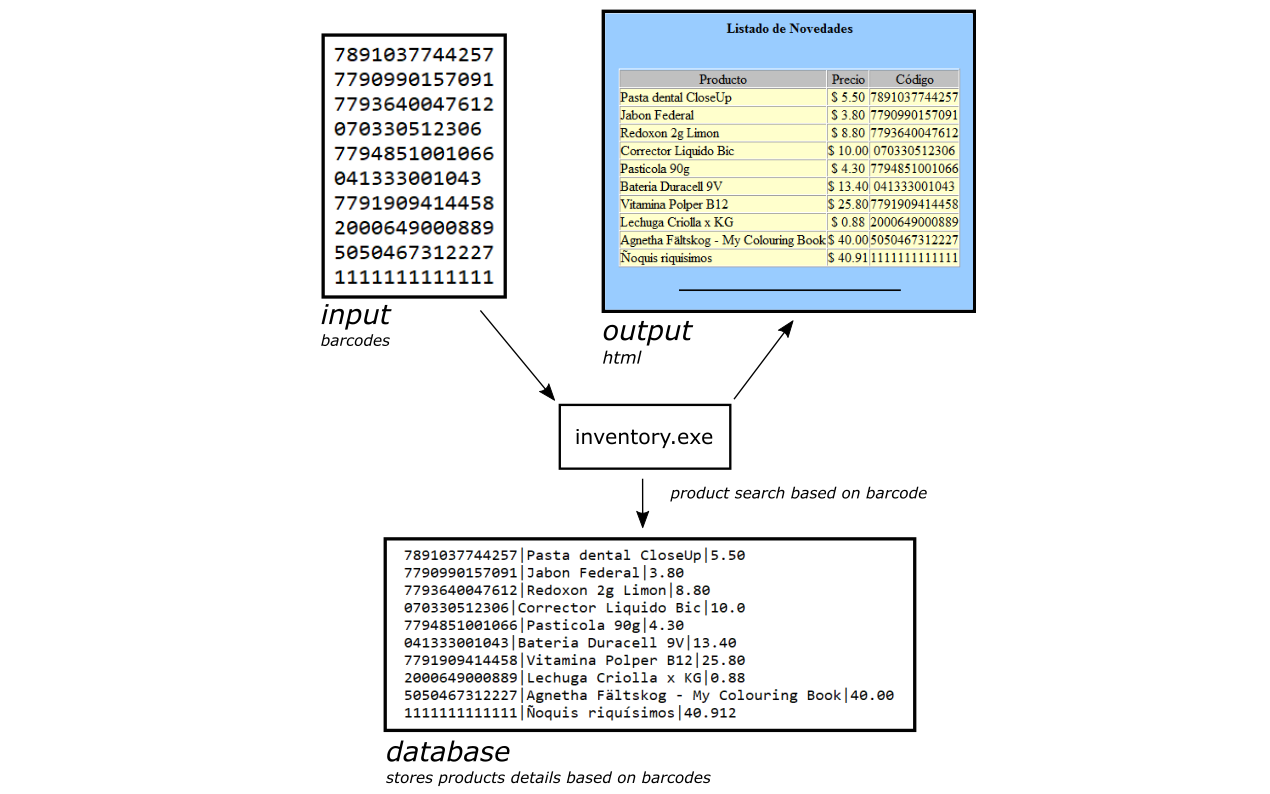 7891037744257
7790990157091
7793640047612
070330512306
7794851001066
041333001043
7791909414458
2000649000889
5050467312227
1111111111111
input
barcodes
Listado de Novedades
Producto Precio Código
Pasta dental CloseUp $ 5.50 7891037744257
Jabon Federal $ 3.80 7790990157091
Redoxon 2g Limon $ 8.80 7793640047612
Corrector Liquido Bic $ 10.00 070330512306
Pasticola 90g $ 4.30 7794851001066
Bateria Duracell 9V $ 13.40 041333001043
Vitamina Polper B12 $ 25.80 7791909414458
Lechuga Criolla x KG $ 0.88 2000649000889
Agnetha Fältskog - My Colouring Book $ 40.00 5050467312227
Ñoquis riquisimos $ 40.91 1111111111111
output
html
inventory.exe
product search based on barcode
7891037744257|Pasta dental CloseUp|5.50
7790990157091|Jabon Federal|3.80
7793640047612|Redoxon 2g Limon|8.80
070330512306|Corrector Liquido Bic|10.0
7794851001066|Pasticola 90g|4.30
041333001043|Bateria Duracell 9V|13.40
7791909414458|Vitamina Polper B12|25.80
2000649000889|Lechuga Criolla x KG|0.88
5050467312227|Agnetha Fältskog - My Colouring Book|40.00
1111111111111|Ñoquis riquísimos|40.912
database
stores products details based on barcodes